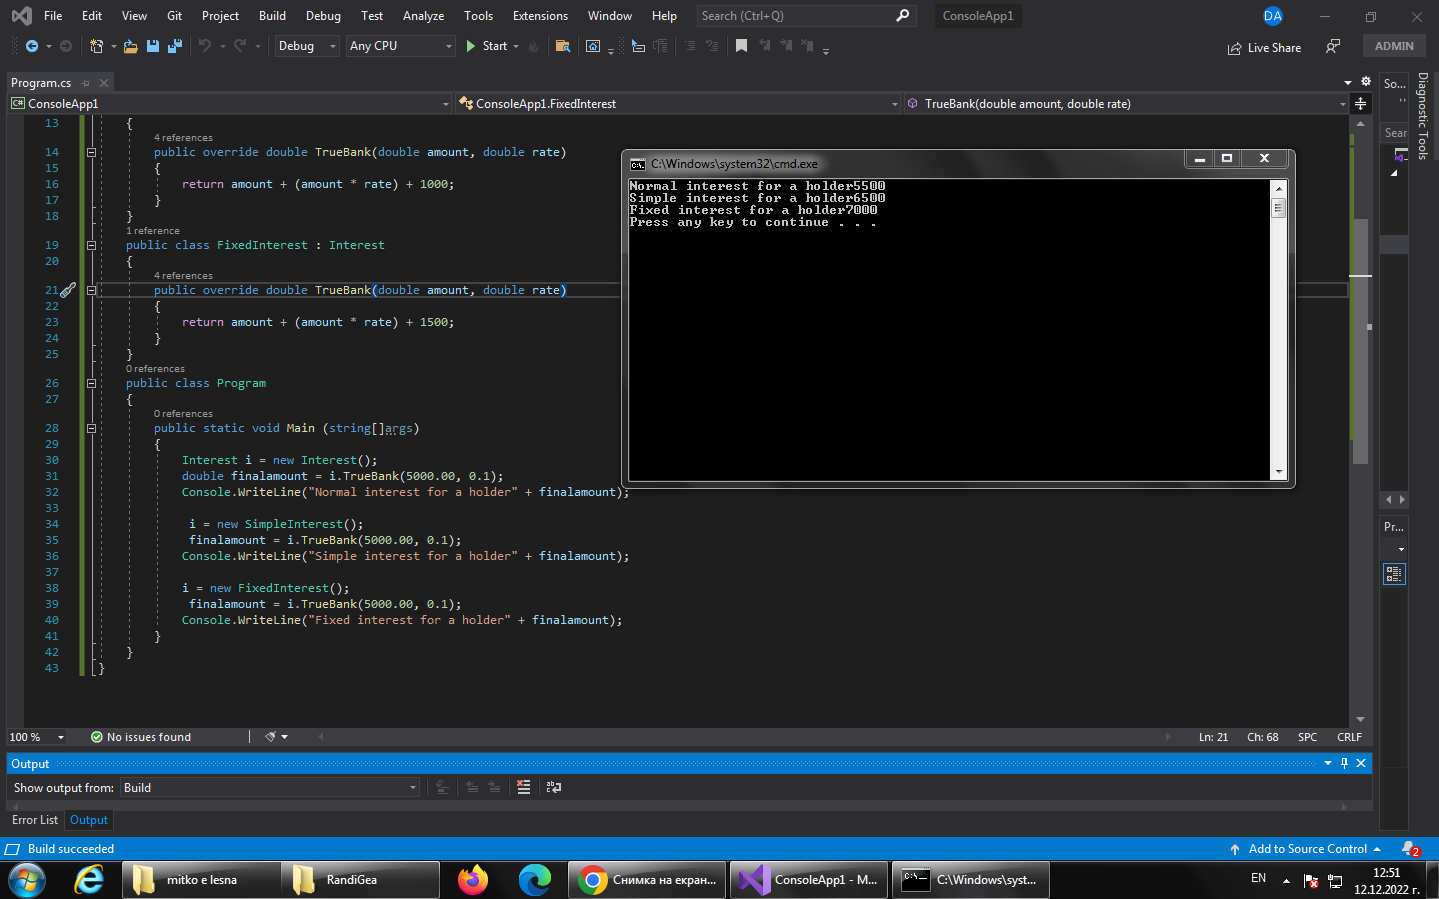 File Edit View Git Project Build Debug Test Analyze Tools Extensions Window Help Search (Ctrl+Q) ConsoleApp1 DA
Debug Any CPU Start Live Share ADMIN
Program.cs So...
ConsoleApp1 ConsoleApp1.FixedInterest TrueBank(double amount, double rate)
Sear
Diagnostic Tools
13 {
4 references
14 public override double TrueBank(double amount, double rate)
15 {
16 return amount + (amount * rate) + 1000;
17 }
18 }
1 reference
19 public class FixedInterest : Interest
20 {
4 references
21 public override double TrueBank(double amount, double rate)
22 {
23 return amount + (amount * rate) + 1500;
24 }
25 }
0 references
26 public class Program
27 {
0 references
28 public static void Main (string[]args)
29 {
30 Interest i = new Interest();
31 double finalamount = i.TrueBank(5000.00, 0.1);
32 Console.WriteLine("Normal interest for a holder" + finalamount);
33
34 i = new SimpleInterest();
35 finalamount = i.TrueBank(5000.00, 0.1);
36 Console.WriteLine("Simple interest for a holder" + finalamount);
37
38 i = new FixedInterest();
39 finalamount = i.TrueBank(5000.00, 0.1);
40 Console.WriteLine("Fixed interest for a holder" + finalamount);
41 }
42 }
43 }
C:\Windows\system32\cmd.exe
Normal interest for a holder5500
Simple interest for a holder6500
Fixed interest for a holder7000
Press any key to continue . . .
Pr...
100 % No issues found Ln: 21 Ch: 68 SPC CRLF
Output
Show output from: Build
Error List Output
Build succeeded Add to Source Control 2
mitko e lesna RandiGea Снимка на екран... ConsoleApp1 - M... C:\Windows\syst... EN 12:51
12.12.2022 г.